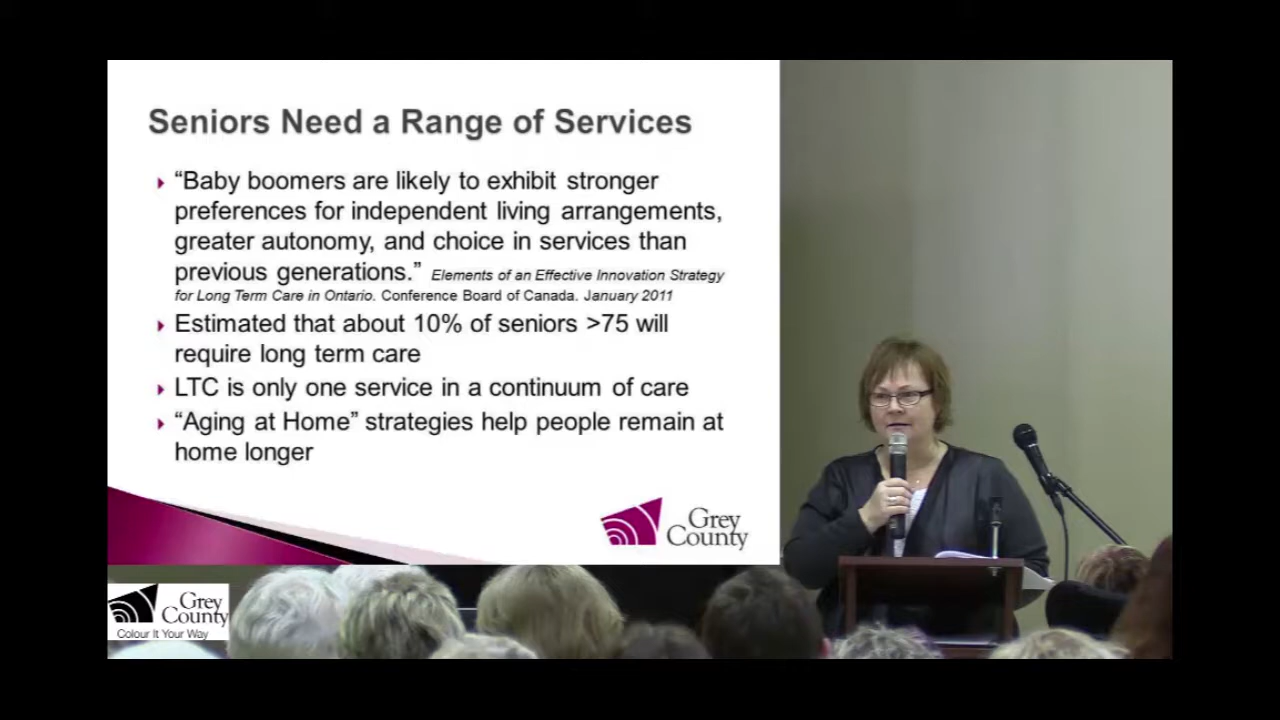 Seniors Need a Range of Services
“Baby boomers are likely to exhibit stronger
preferences for independent living arrangements,
greater autonomy, and choice in services than
previous generations.” Elements of an Effective Innovation Strategy
for Long Term Care in Ontario. Conference Board of Canada. January 2011
Estimated that about 10% of seniors >75 will
require long term care
LTC is only one service in a continuum of care
“Aging at Home” strategies help people remain at
home longer
Grey
County
Grey
County
Colour It Your Way